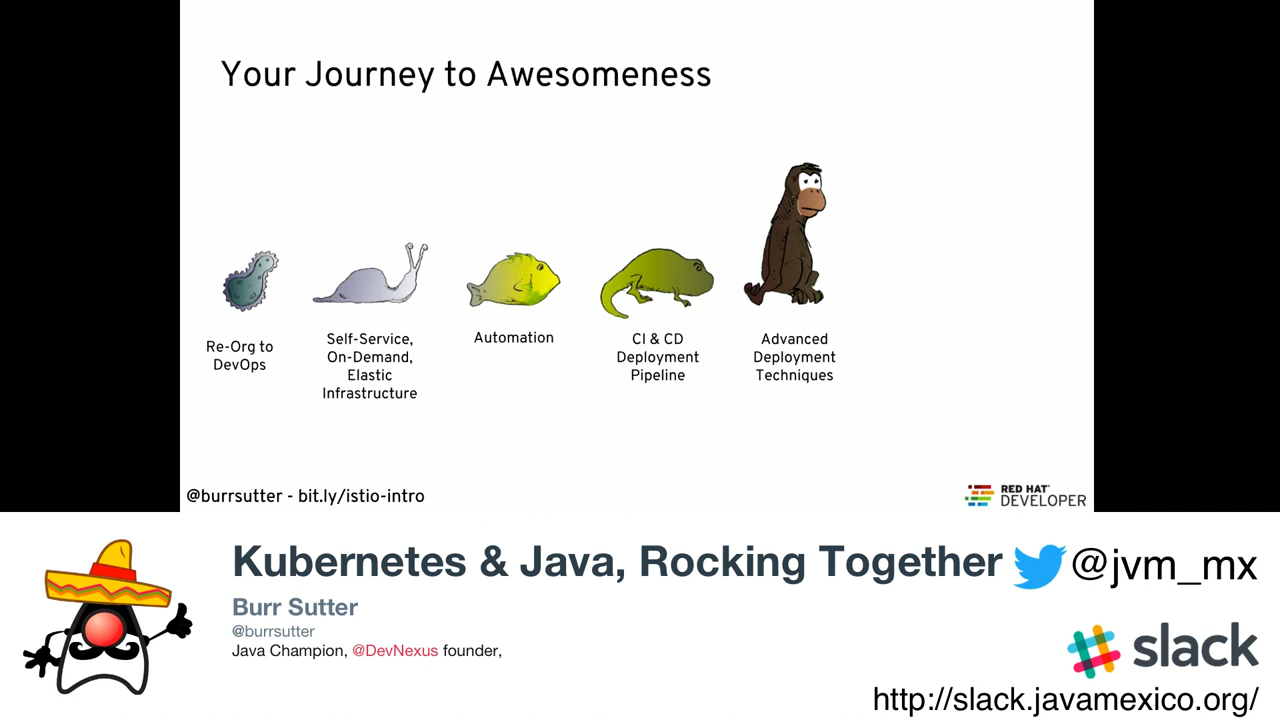 Your Journey to Awesomeness
Re-Org to
DevOps
Self-Service,
On-Demand,
Elastic
Infrastructure
Automation
CI & CD
Deployment
Pipeline
Advanced
Deployment
Techniques
@burrsutter - bit.ly/istio-intro
RED HAT
DEVELOPER
Kubernetes & Java, Rocking Together
@jvm_mx
Burr Sutter
@burrsutter
Java Champion, @DevNexus founder,
slack
http://slack.javamexico.org/